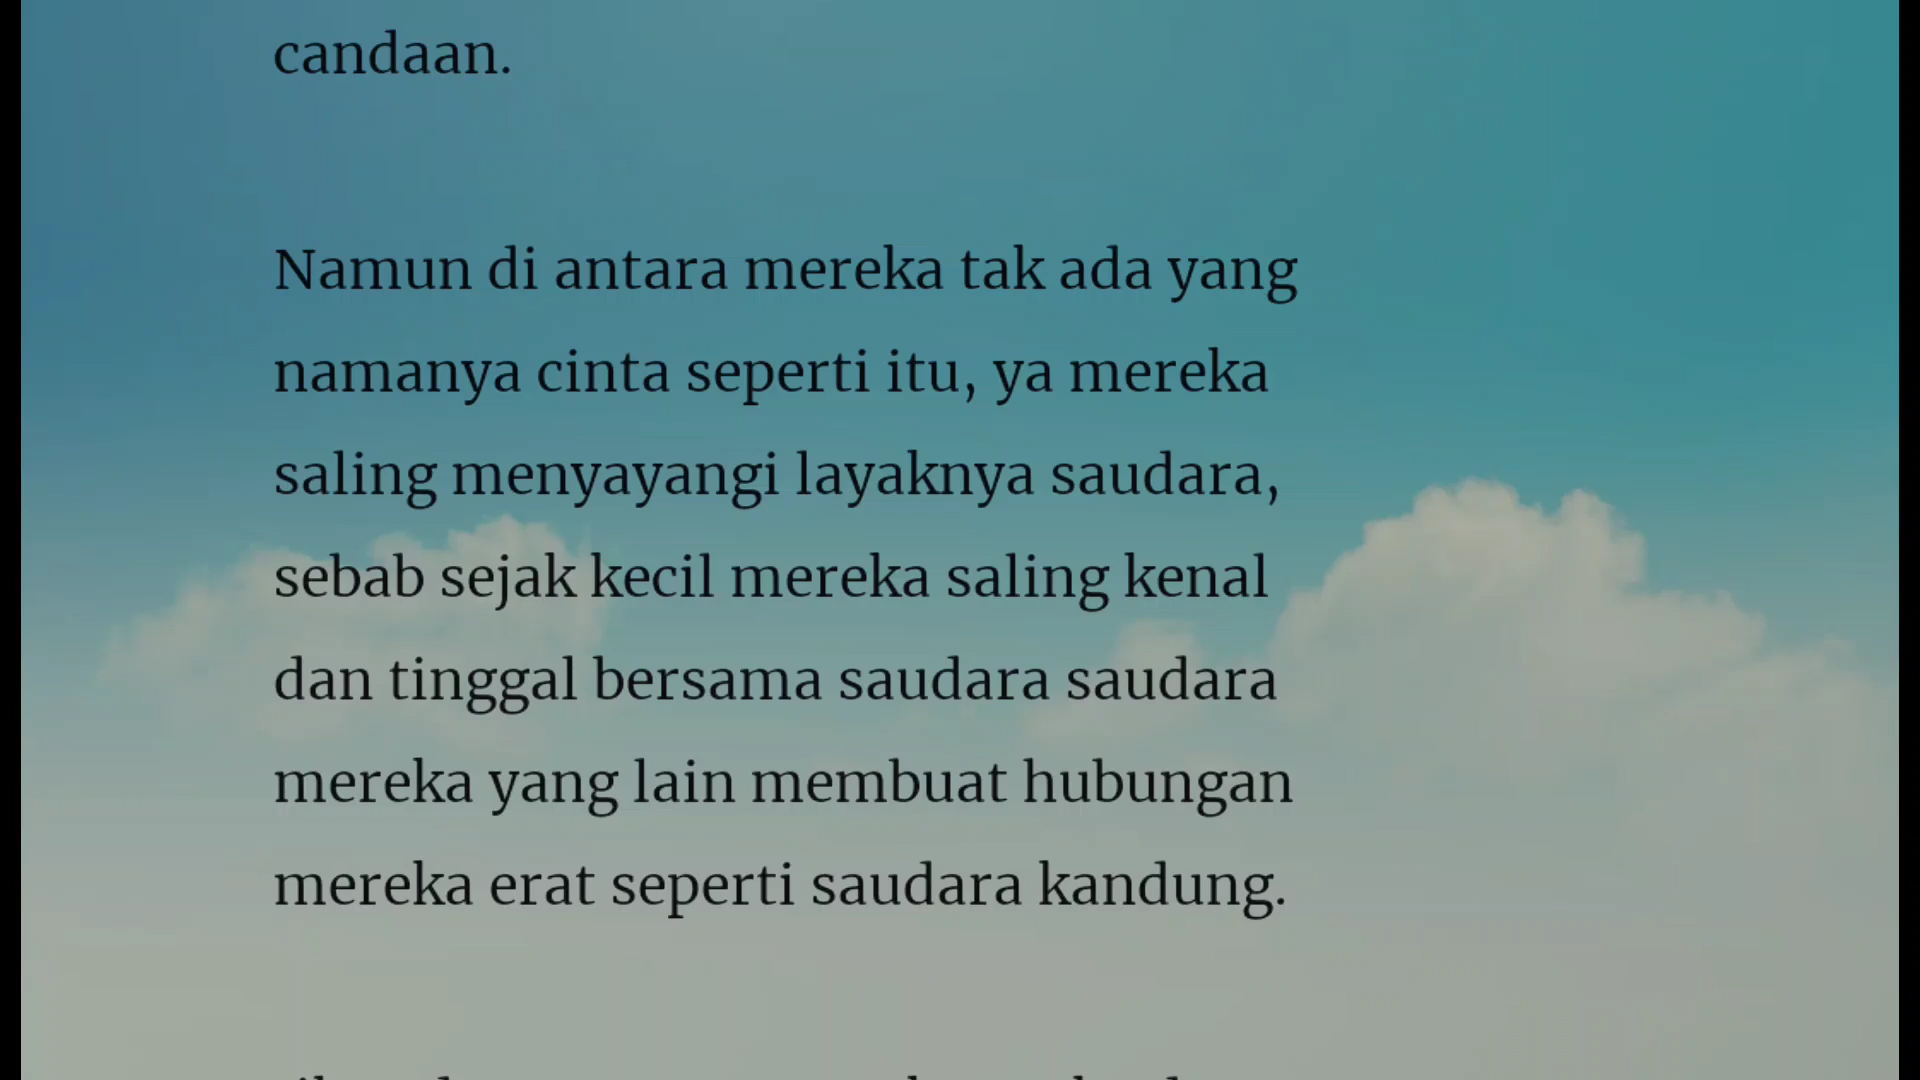 candaan.
Namun di antara mereka tak ada yang
namanya cinta seperti itu, ya mereka
saling menyayangi layaknya saudara,
sebab sejak kecil mereka saling kenal
dan tinggal bersama saudara saudara
mereka yang lain membuat hubungan
mereka erat seperti saudara kandung.